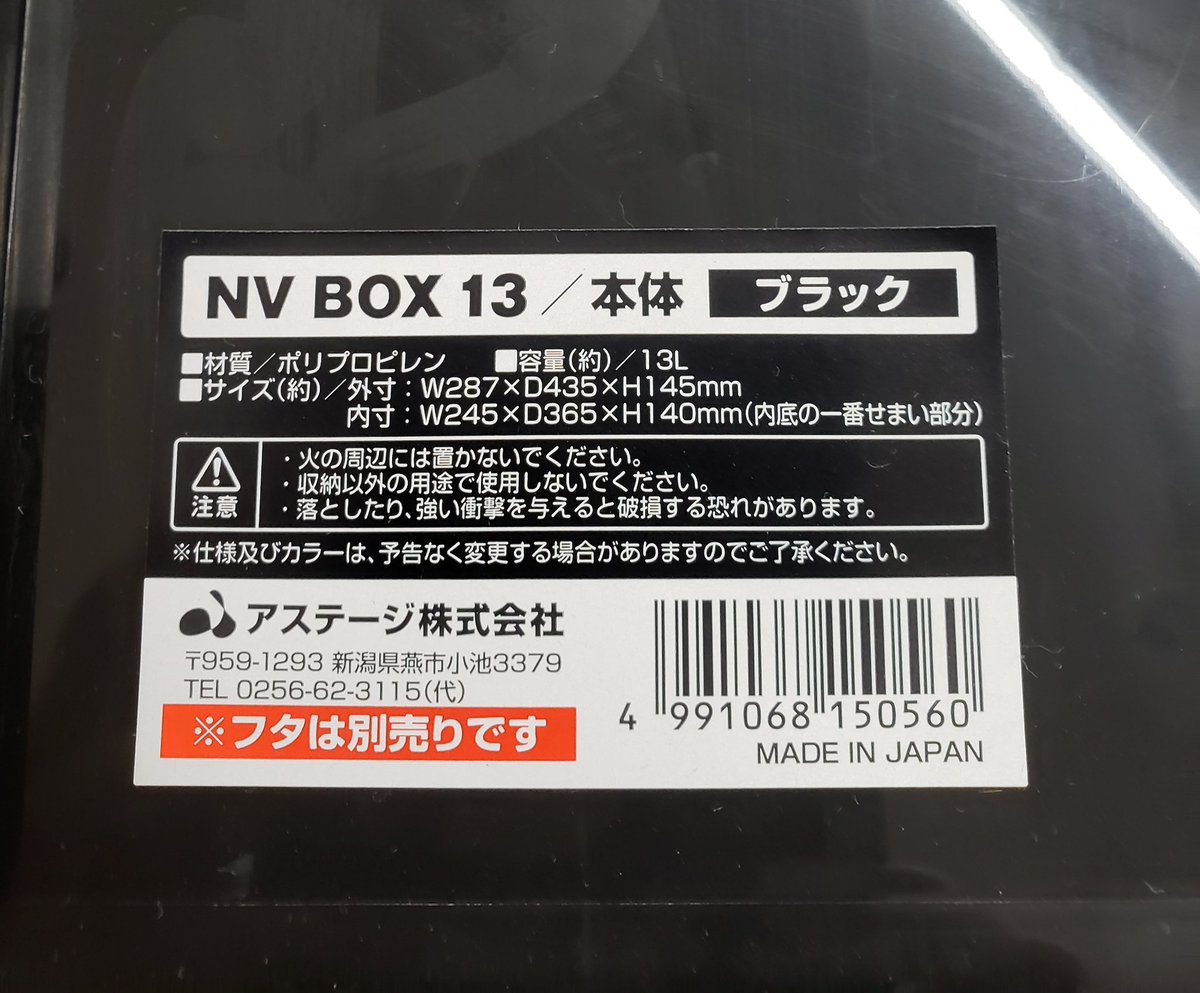 NV BOX 13／本体 ブラック
■材質／ポリプロピレン ■容量(約)／13L
■サイズ(約)／外寸：W287×D435×H145mm
内寸：W245×D365×H140mm(内底の一番せまい部分)
注意
・火の周辺には置かないでください。
・収納以外の用途で使用しないでください。
・落としたり、強い衝撃を与えると破損する恐れがあります。
※仕様及びカラーは、予告なく変更する場合がありますのでご了承ください。
アステージ株式会社
〒959-1293 新潟県燕市小池3379
TEL 0256-62-3115(代)
※フタは別売りです
4 991068 150560
MADE IN JAPAN